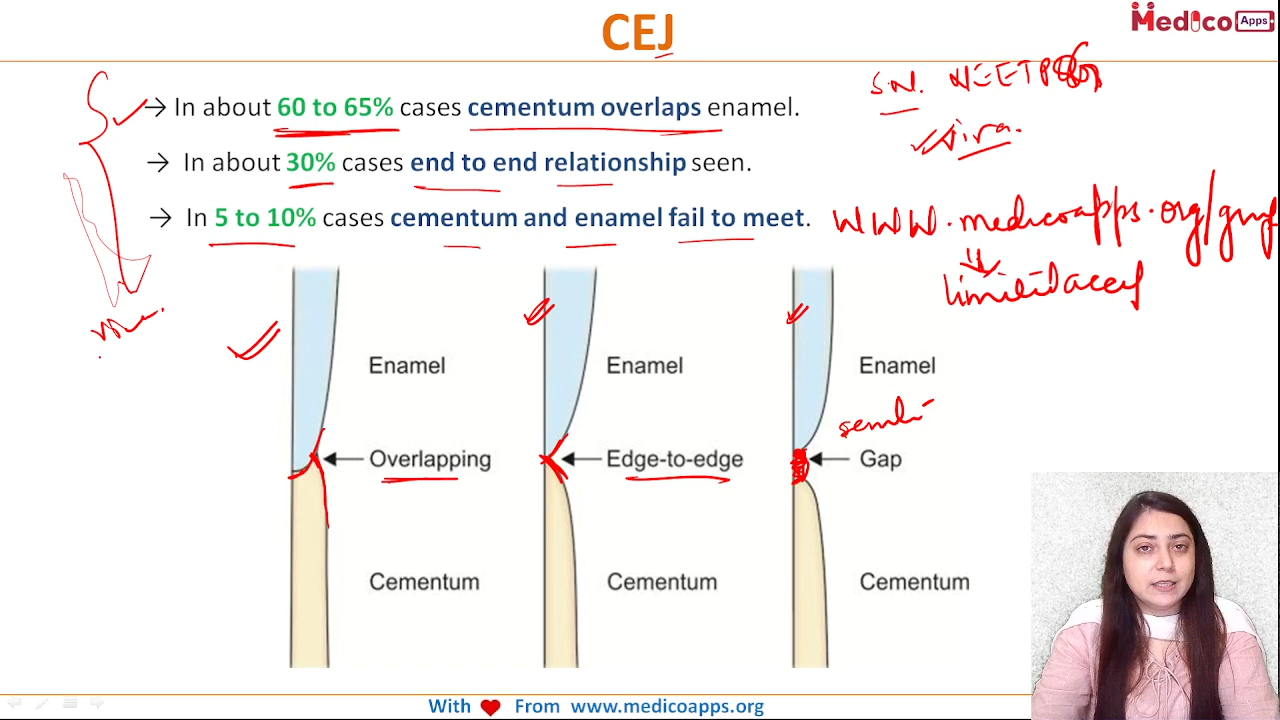 CEJ
Medico Apps
→ In about 60 to 65% cases cementum overlaps enamel.
→ In about 30% cases end to end relationship seen.
→ In 5 to 10% cases cementum and enamel fail to meet.
S.N. NEET
www.medicoapps.org/
limited
Enamel Enamel Enamel
Overlapping Edge-to-edge Gap
Cementum Cementum Cementum
With ❤ From www.medicoapps.org